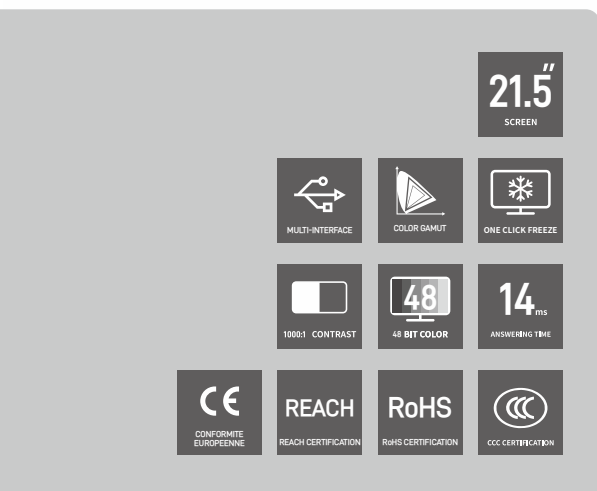 21.5″
SCREEN
MULTI-INTERFACE
COLOR GAMUT
ONE CLICK FREEZE
1000:1 CONTRAST
48
48 BIT COLOR
14ms
ANSWERING TIME
CE
CONFORMITE
EUROPEENNE
REACH
REACH CERTIFICATION
RoHS
RoHS CERTIFICATION
CCC
CCC CERTIFICATION